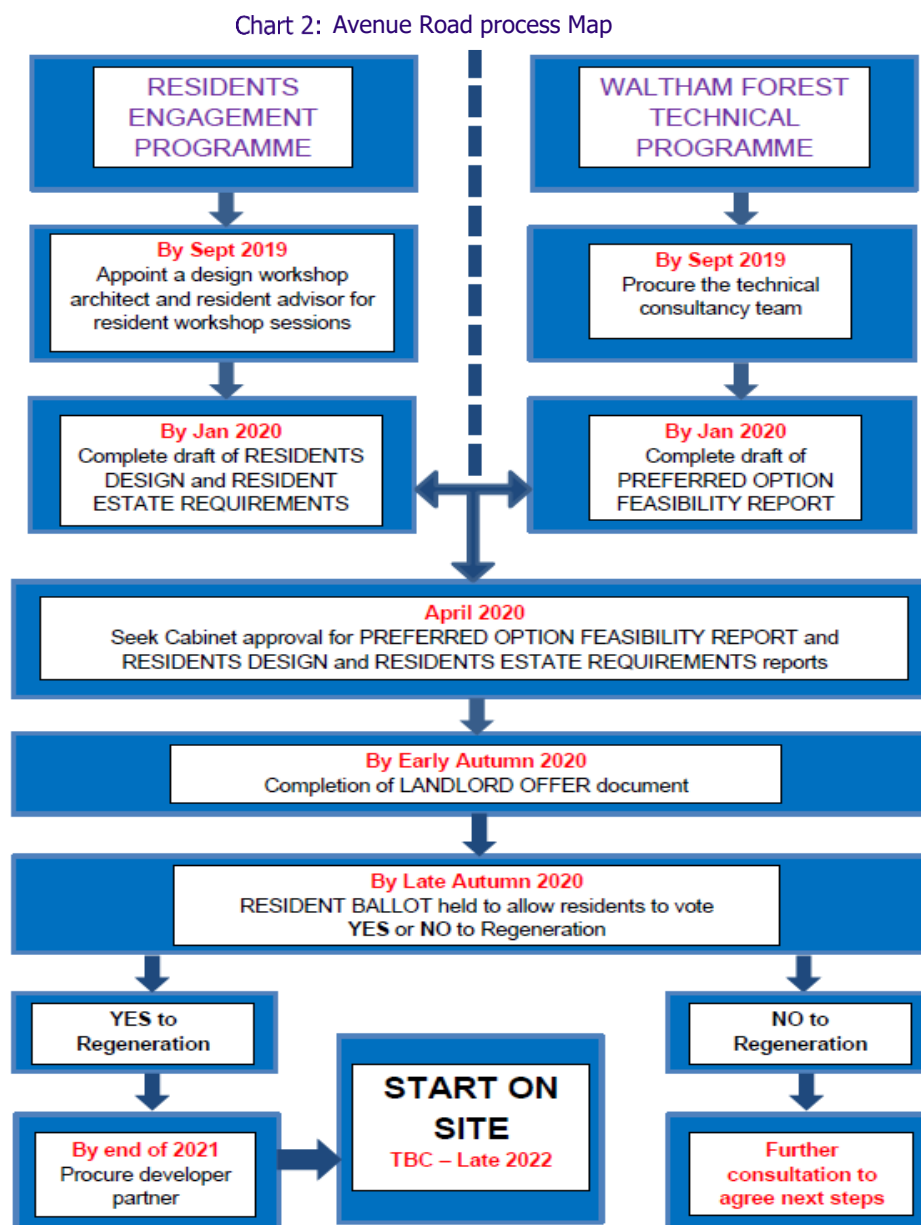 Chart 2: Avenue Road process Map
RESIDENTS
ENGAGEMENT
PROGRAMME
WALTHAM FOREST
TECHNICAL
PROGRAMME
By Sept 2019
Appoint a design workshop
architect and resident advisor for
resident workshop sessions
By Sept 2019
Procure the technical
consultancy team
By Jan 2020
Complete draft of RESIDENTS
DESIGN and RESIDENT
ESTATE REQUIREMENTS
By Jan 2020
Complete draft of
PREFERRED OPTION
FEASIBILITY REPORT
April 2020
Seek Cabinet approval for PREFERRED OPTION FEASIBILITY REPORT and
RESIDENTS DESIGN and RESIDENTS ESTATE REQUIREMENTS reports
By Early Autumn 2020
Completion of LANDLORD OFFER document
By Late Autumn 2020
RESIDENT BALLOT held to allow residents to vote
YES or NO to Regeneration
YES to
Regeneration
NO to
Regeneration
By end of 2021
Procure developer
partner
START ON
SITE
TBC – Late 2022
Further
consultation to
agree next steps